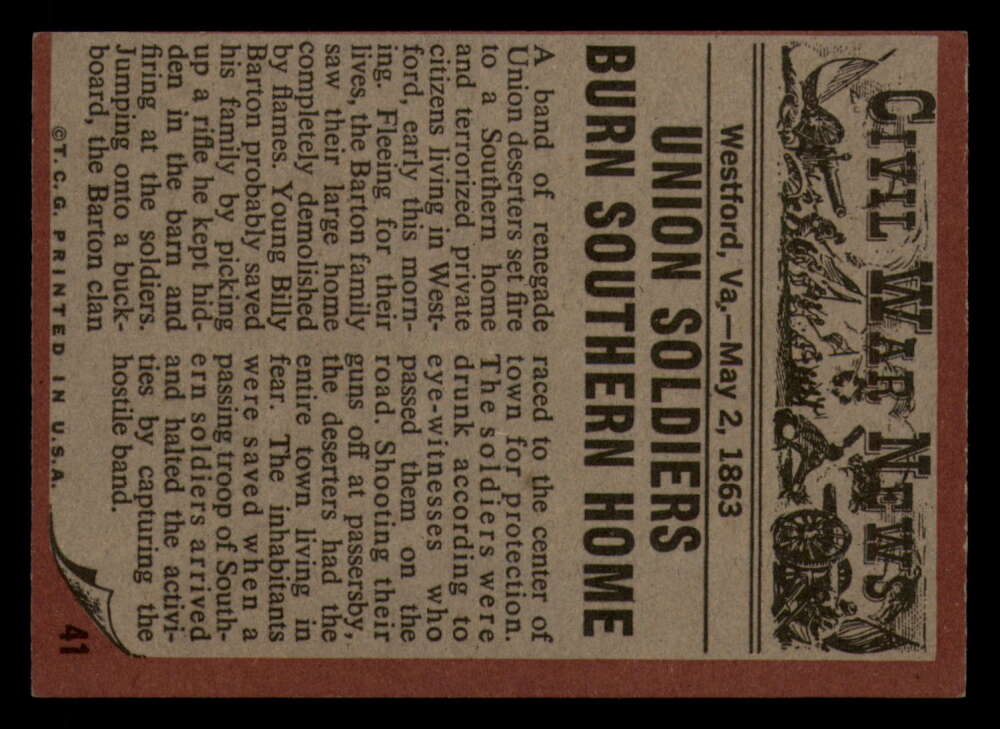 CIVIL WAR NEWS
Westford, Va.—May 2, 1863
UNION SOLDIERS
BURN SOUTHERN HOME
A band of renegade
Union deserters set fire
to a Southern home
and terrorized private
citizens living in West-
ford, early this morn-
ing. Fleeing for their
lives, the Barton family
saw their large home
completely demolished
by flames. Young Billy
Barton probably saved
his family by picking
up a rifle he kept hid-
den in the barn and
firing at the soldiers.
Jumping onto a buck-
board, the Barton clan
raced to the center of
town for protection.
The soldiers were
drunk according to
eye-witnesses who
passed them on the
road. Shooting their
guns off at passersby,
the deserters had the
entire town living in
fear. The inhabitants
were saved when a
passing troop of South-
ern soldiers arrived
and halted the activi-
ties by capturing the
hostile band.
©T.C.G. PRINTED IN U.S.A.
41